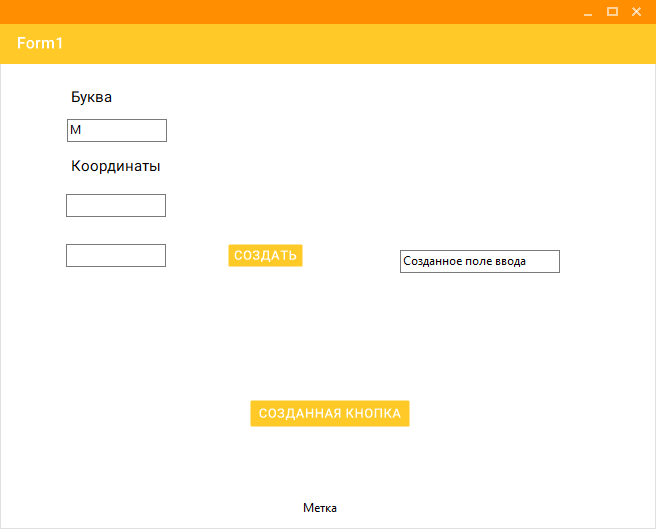 Form1
Буква
М
Координаты
СОЗДАТЬ
Созданное поле ввода
СОЗДАННАЯ КНОПКА
Метка